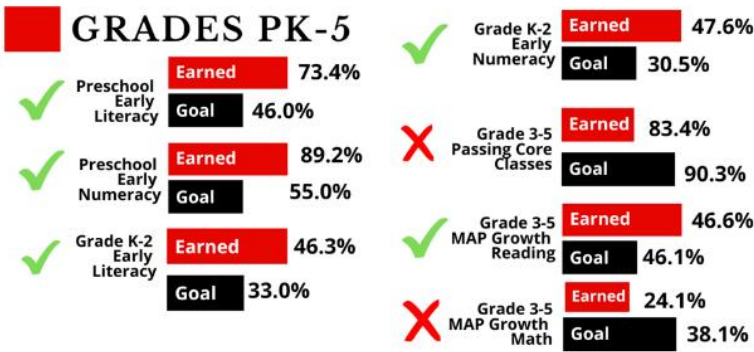 GRADES PK-5
Preschool
Early
Literacy
Earned 73.4%
Goal 46.0%
Preschool
Early
Numeracy
Earned 89.2%
Goal 55.0%
Grade K-2
Early
Literacy
Earned 46.3%
Goal 33.0%
Grade K-2
Early
Numeracy
Earned 47.6%
Goal 30.5%
Grade 3-5
Passing Core
Classes
Earned 83.4%
Goal 90.3%
Grade 3-5
MAP Growth
Reading
Earned 46.6%
Goal 46.1%
Grade 3-5
MAP Growth
Math
Earned 24.1%
Goal 38.1%